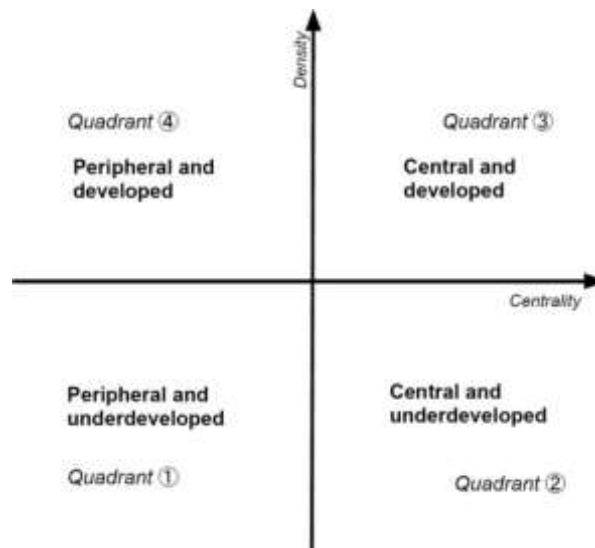 Density
Quadrant ④
Quadrant ③
Peripheral and
developed
Central and
developed
Centrality
Peripheral and
underdeveloped
Central and
underdeveloped
Quadrant ①
Quadrant ②